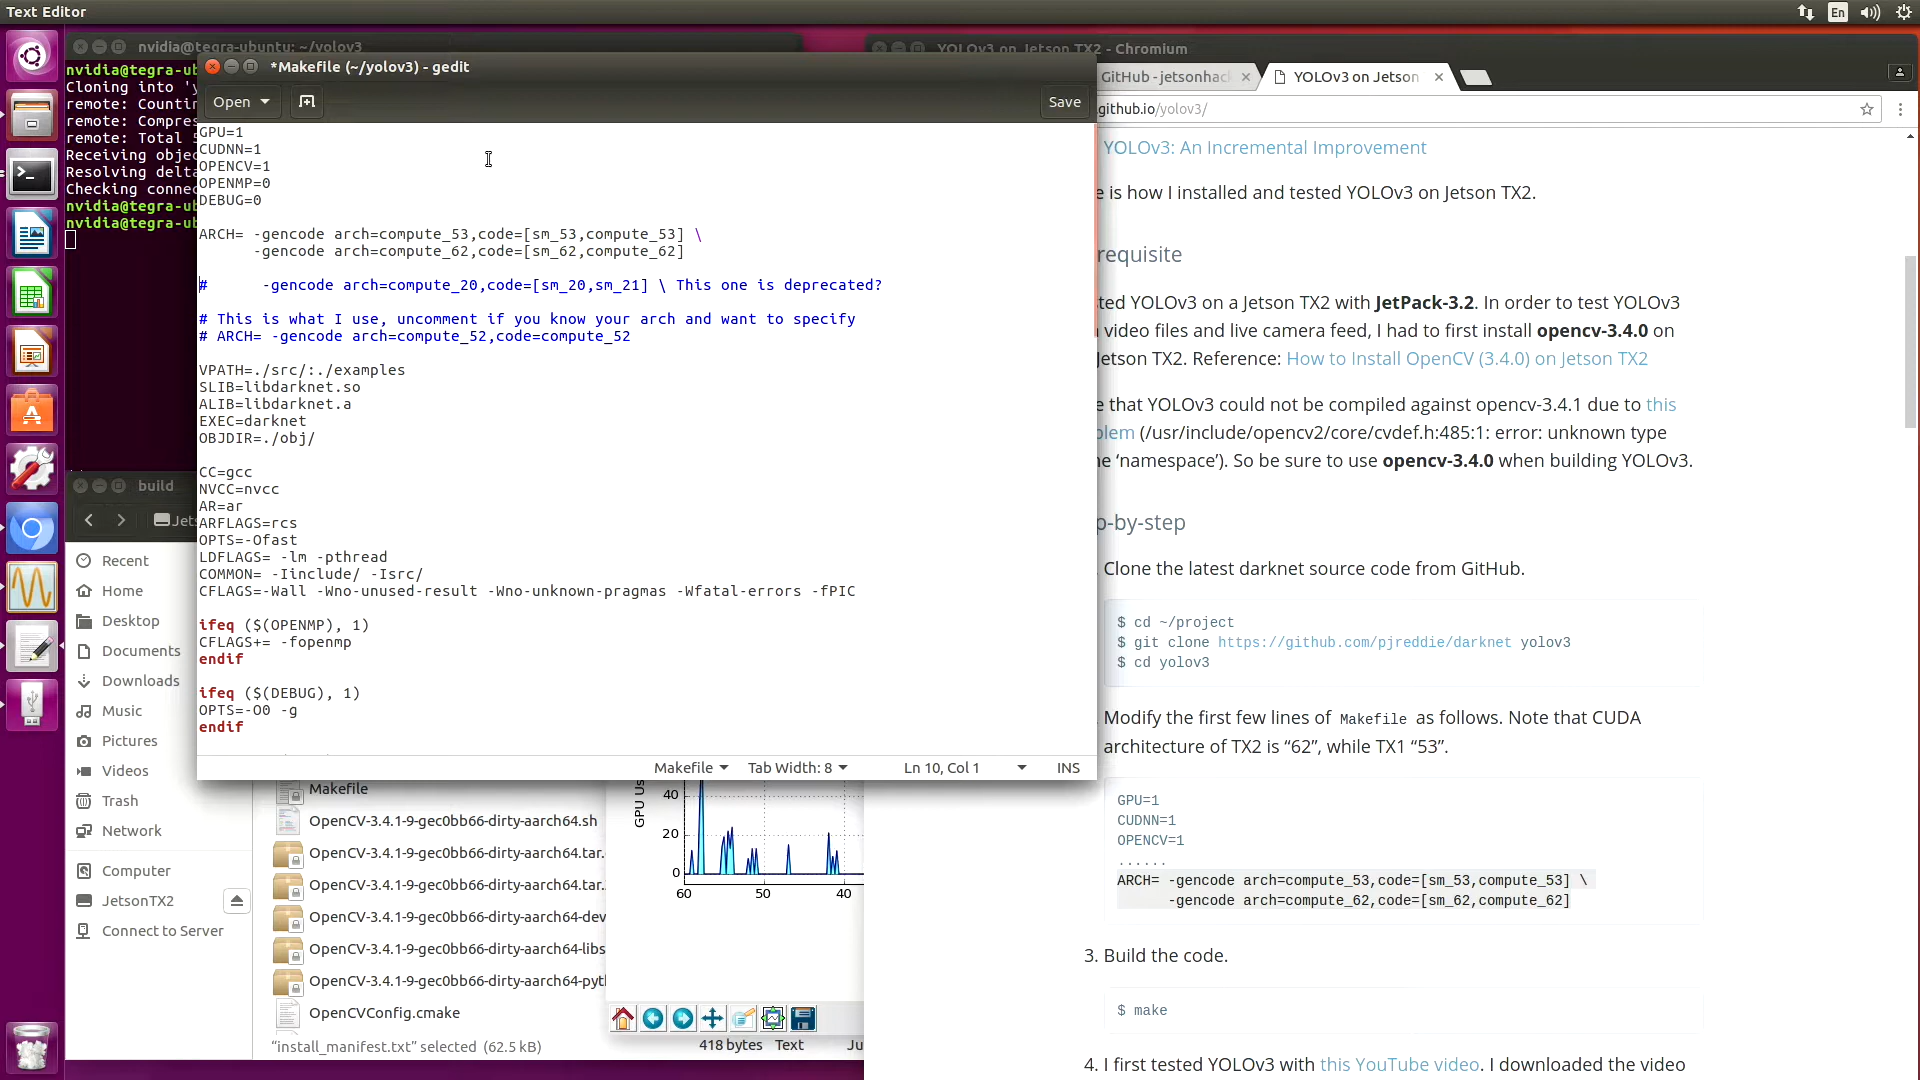 Text Editor
En
nvidia@tegra-ubuntu: ~/yolov3
nvidia@tegra-ub
Cloning into 'y
remote: Countin
remote: Compres
remote: Total 5
Receiving objec
Resolving delta
Checking connec
nvidia@tegra-ub
nvidia@tegra-ub
*Makefile (~/yolov3) - gedit
Open
Save
GPU=1
CUDNN=1
OPENCV=1
OPENMP=0
DEBUG=0
ARCH= -gencode arch=compute_53,code=[sm_53,compute_53] \
-gencode arch=compute_62,code=[sm_62,compute_62]
# -gencode arch=compute_20,code=[sm_20,sm_21] \ This one is deprecated?
# This is what I use, uncomment if you know your arch and want to specify
# ARCH= -gencode arch=compute_52,code=compute_52
VPATH=./src/:./examples
SLIB=libdarknet.so
ALIB=libdarknet.a
EXEC=darknet
OBJDIR=./obj/
CC=gcc
NVCC=nvcc
AR=ar
ARFLAGS=rcs
OPTS=-Ofast
LDFLAGS= -lm -pthread
COMMON= -Iinclude/ -Isrc/
CFLAGS=-Wall -Wno-unused-result -Wno-unknown-pragmas -Wfatal-errors -fPIC
ifeq ($(OPENMP), 1)
CFLAGS+= -fopenmp
endif
ifeq ($(DEBUG), 1)
OPTS=-O0 -g
endif
Makefile Tab Width: 8 Ln 10, Col 1 INS
build
Jets
Recent
Home
Desktop
Documents
Downloads
Music
Pictures
Videos
Trash
Network
Computer
JetsonTX2
Connect to Server
Makefile
OpenCV-3.4.1-9-gec0bb66-dirty-aarch64.sh
OpenCV-3.4.1-9-gec0bb66-dirty-aarch64.tar.
OpenCV-3.4.1-9-gec0bb66-dirty-aarch64.tar.
OpenCV-3.4.1-9-gec0bb66-dirty-aarch64-dev
OpenCV-3.4.1-9-gec0bb66-dirty-aarch64-libs
OpenCV-3.4.1-9-gec0bb66-dirty-aarch64-pyth
OpenCVConfig.cmake
"install_manifest.txt" selected (62.5 kB)
GPU Us
40
20
0
60 50 40
418 bytes Text Ju
YOLOv3 on Jetson TX2 - Chromium
GitHub - jetsonhac
YOLOv3 on Jetson
github.io/yolov3/
YOLOv3: An Incremental Improvement
e is how I installed and tested YOLOv3 on Jetson TX2.
requisite
ted YOLOv3 on a Jetson TX2 with JetPack-3.2. In order to test YOLOv3
video files and live camera feed, I had to first install opencv-3.4.0 on
Jetson TX2. Reference: How to Install OpenCV (3.4.0) on Jetson TX2
e that YOLOv3 could not be compiled against opencv-3.4.1 due to this
blem (/usr/include/opencv2/core/cvdef.h:485:1: error: unknown type
e ‘namespace’). So be sure to use opencv-3.4.0 when building YOLOv3.
p-by-step
Clone the latest darknet source code from GitHub.
$ cd ~/project
$ git clone https://github.com/pjreddie/darknet yolov3
$ cd yolov3
Modify the first few lines of Makefile as follows. Note that CUDA
architecture of TX2 is “62”, while TX1 “53”.
GPU=1
CUDNN=1
OPENCV=1
......
ARCH= -gencode arch=compute_53,code=[sm_53,compute_53] \
-gencode arch=compute_62,code=[sm_62,compute_62]
3. Build the code.
$ make
4. I first tested YOLOv3 with this YouTube video. I downloaded the video